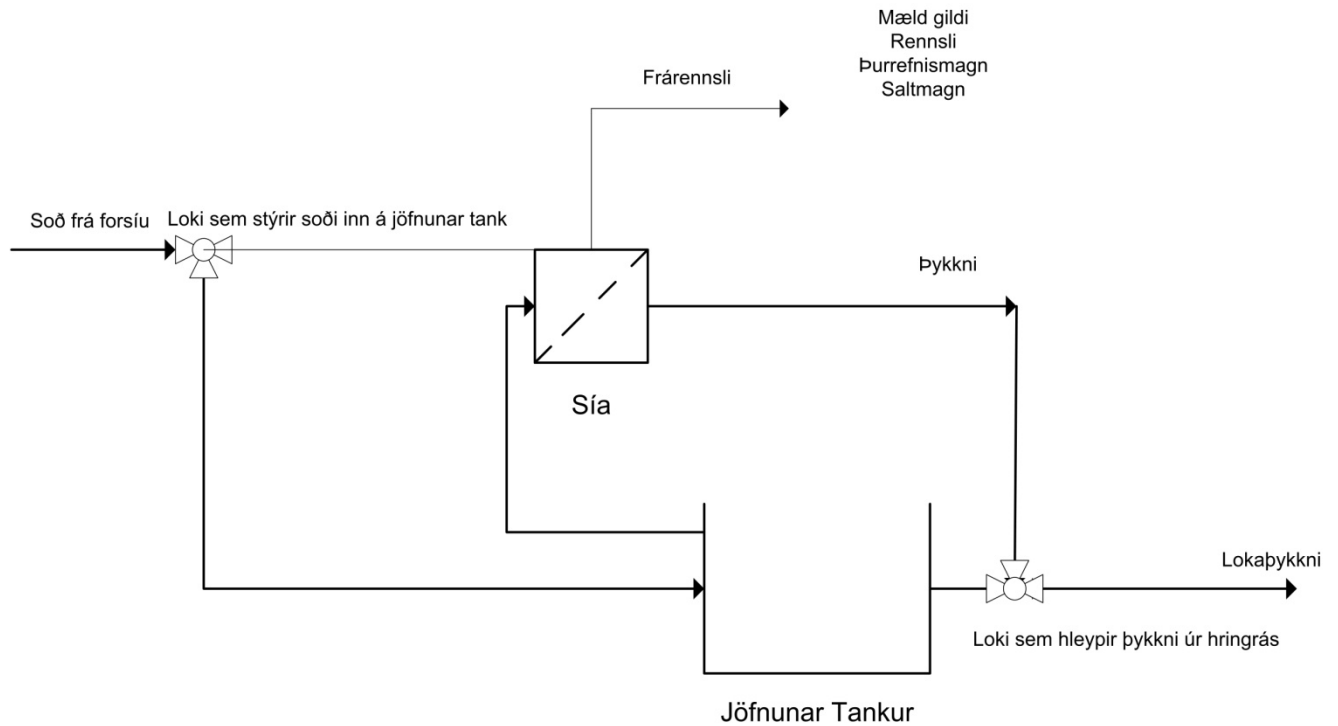 Mæld gildi
Rennsli
Þurrefnismagn
Saltmagn
Frárennsli
Soð frá forsíu
Loki sem stýrir soði inn á jöfnunar tank
Þykkni
Sía
Lokaþykkni
Loki sem hleypir þykkni úr hringrás
Jöfnunar Tankur